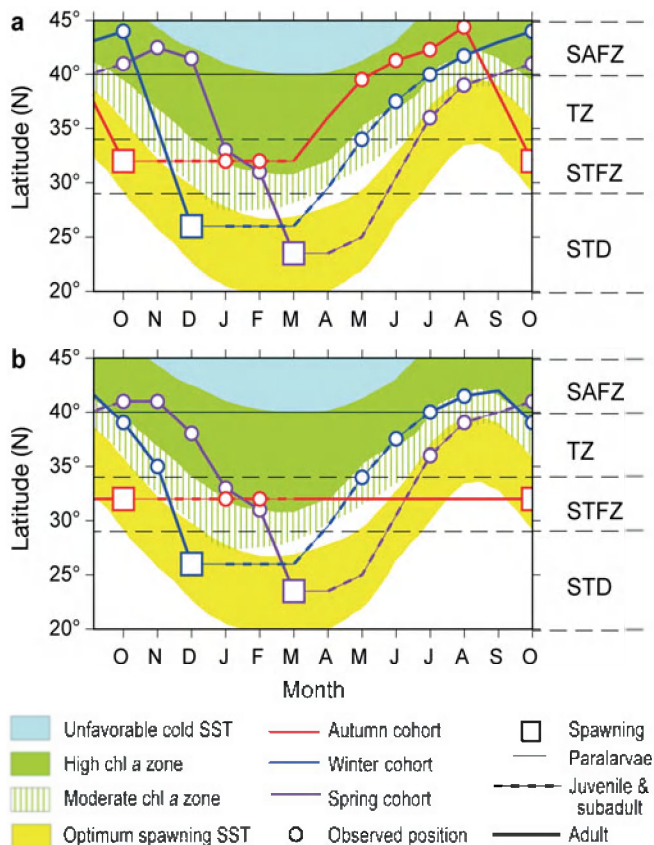 a
45°
40°
35°
30°
25°
20°
Latitude (N)
SAFZ
TZ
STFZ
STD
O N D J F M A M J J A S O
b
45°
40°
35°
30°
25°
20°
Latitude (N)
SAFZ
TZ
STFZ
STD
O N D J F M A M J J A S O
Month
Unfavorable cold SST
High chl a zone
Moderate chl a zone
Optimum spawning SST
Autumn cohort
Winter cohort
Spring cohort
Observed position
Spawning
Paralarvae
Juvenile &
subadult
Adult